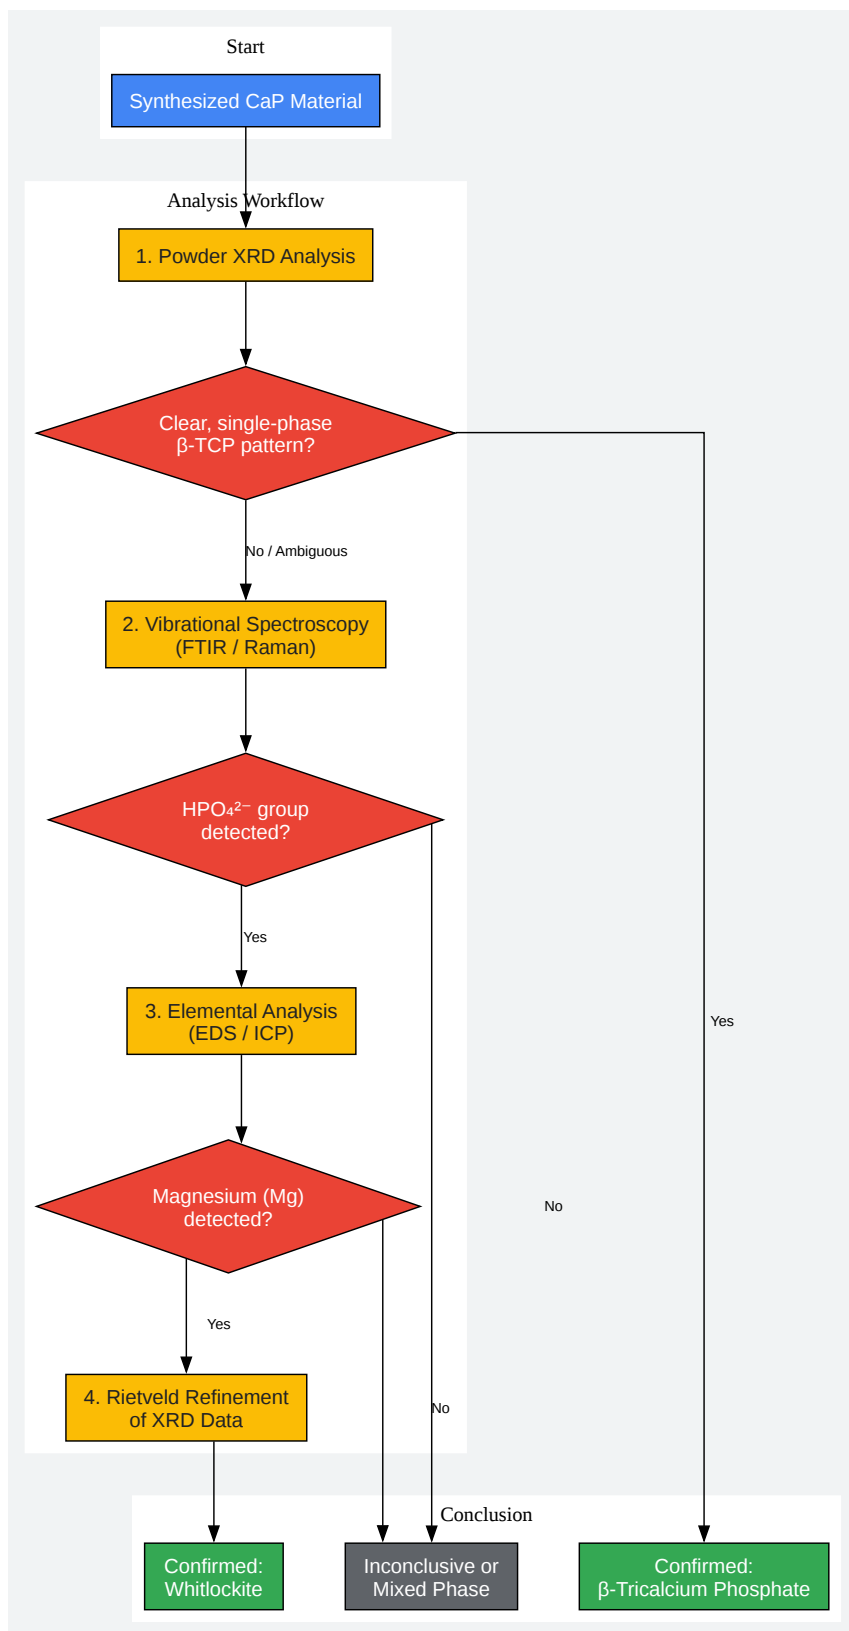 Start
Synthesized CaP Material
Analysis Workflow
1. Powder XRD Analysis
Clear, single-phase
β-TCP pattern?
No / Ambiguous
2. Vibrational Spectroscopy
(FTIR / Raman)
HPO₄²⁻ group
detected?
Yes
3. Elemental Analysis
(EDS / ICP)
Yes
Magnesium (Mg)
detected?
No
Yes
4. Rietveld Refinement
of XRD Data
No
Conclusion
Confirmed:
Whitlockite
Inconclusive or
Mixed Phase
Confirmed:
β-Tricalcium Phosphate